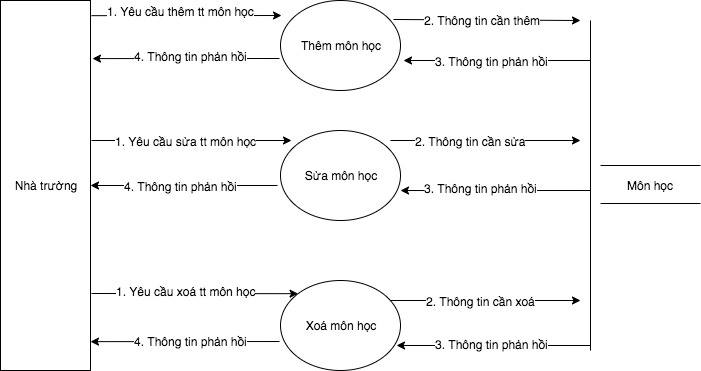 1. Yêu cầu thêm tt môn học
2. Thông tin cần thêm
Thêm môn học
4. Thông tin phản hồi
3. Thông tin phản hồi
1. Yêu cầu sửa tt môn học
2. Thông tin cần sửa
Nhà trường
4. Thông tin phản hồi
Sửa môn học
3. Thông tin phản hồi
Môn học
1. Yêu cầu xoá tt môn học
2. Thông tin cần xoá
Xoá môn học
4. Thông tin phản hồi
3. Thông tin phản hồi